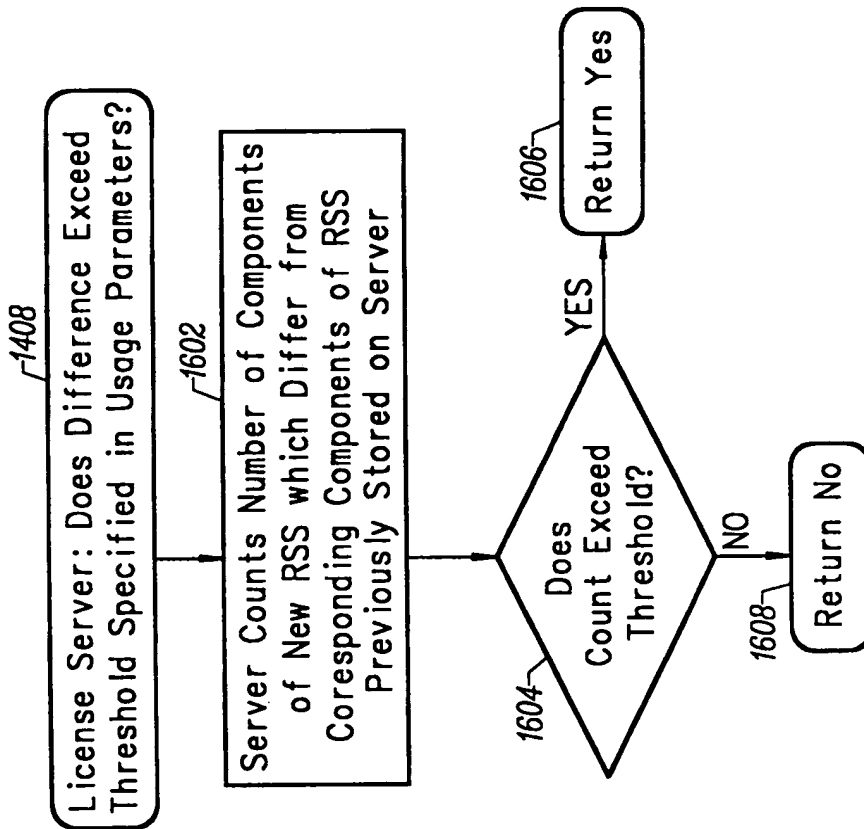 1408
License Server: Does Difference Exceed
Threshold Specified in Usage Parameters?
1602
Server Counts Number of Components
of New RSS which Differ from
Coresponding Components of RSS
Previously Stored on Server
1604
Does
Count Exceed
Threshold?
YES
1606
Return Yes
NO
1608
Return No